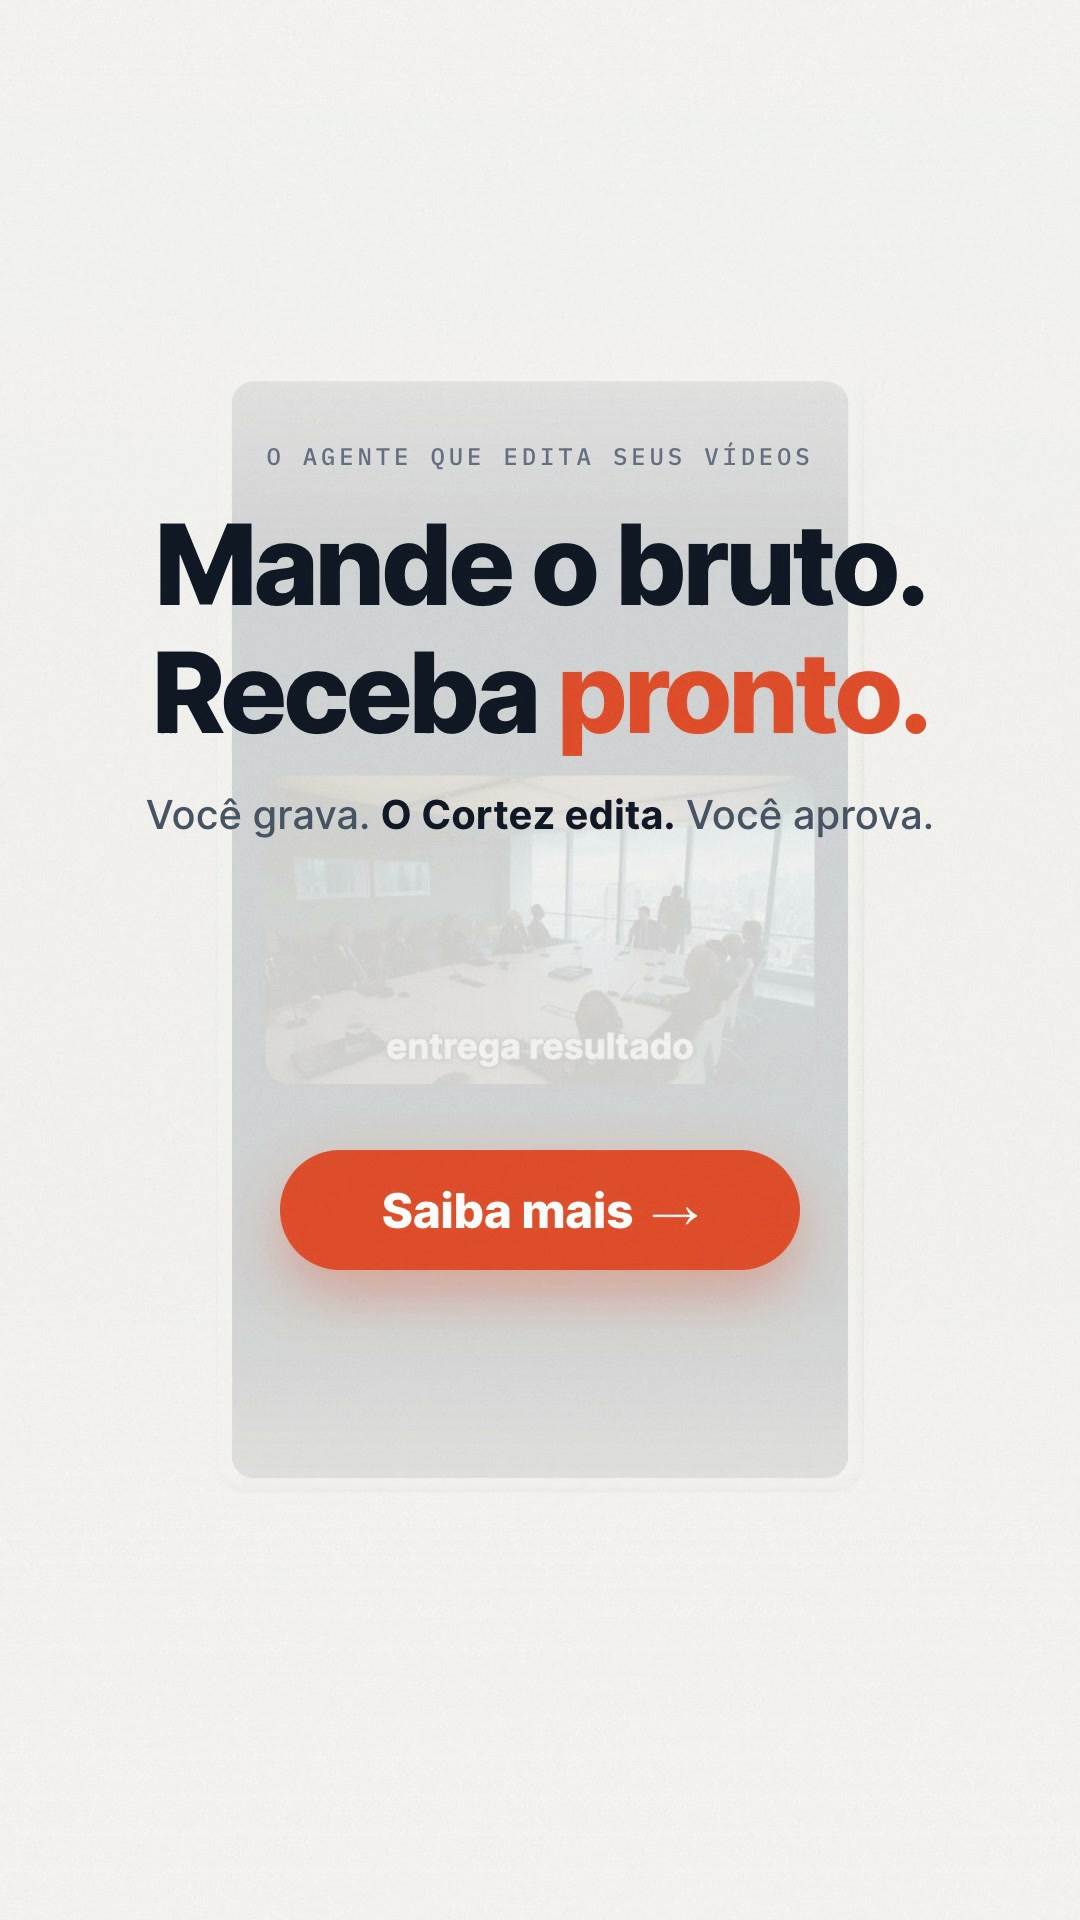 O AGENTE QUE EDITA SEUS VÍDEOS
Mande o bruto.
Receba pronto.
Você grava. O Cortez edita. Você aprova.
entrega resultado
Saiba mais →